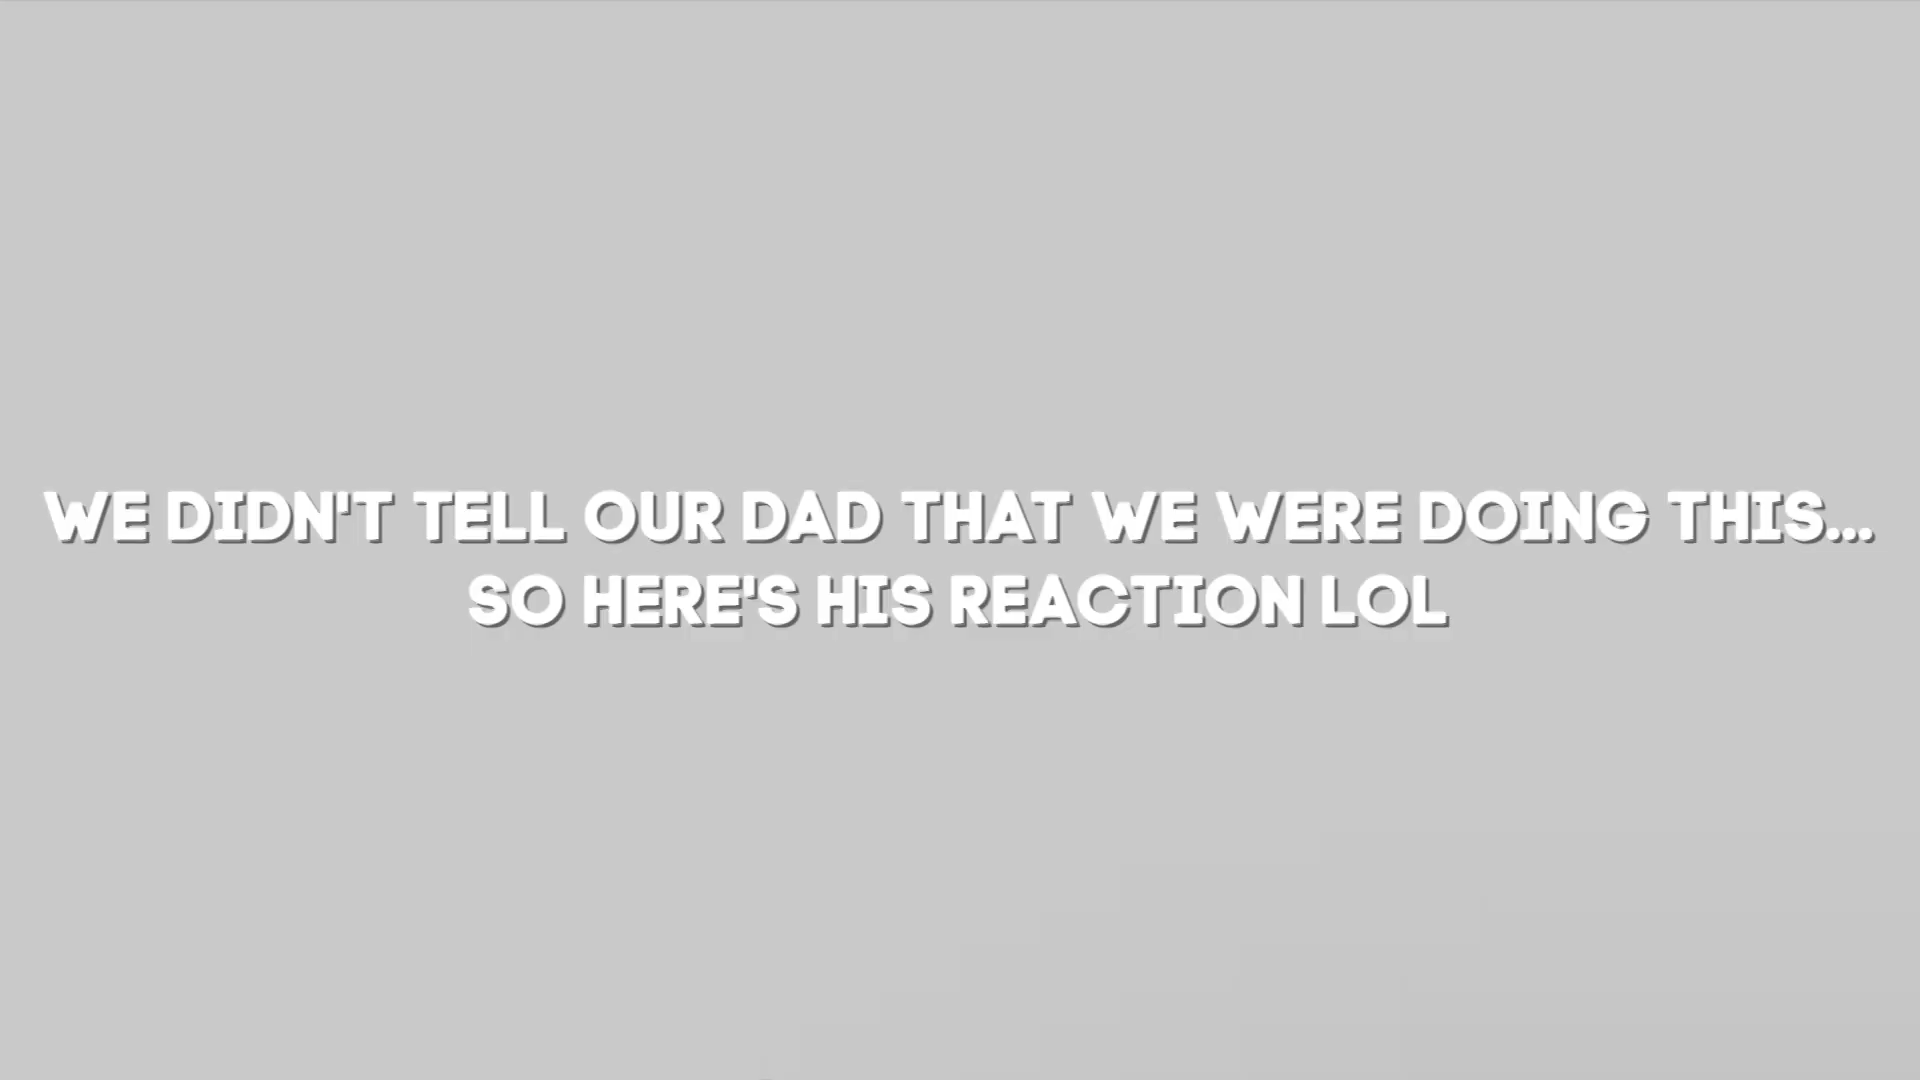 WE DIDN'T TELL OUR DAD THAT WE WERE DOING THIS...
SO HERE'S HIS REACTION LOL